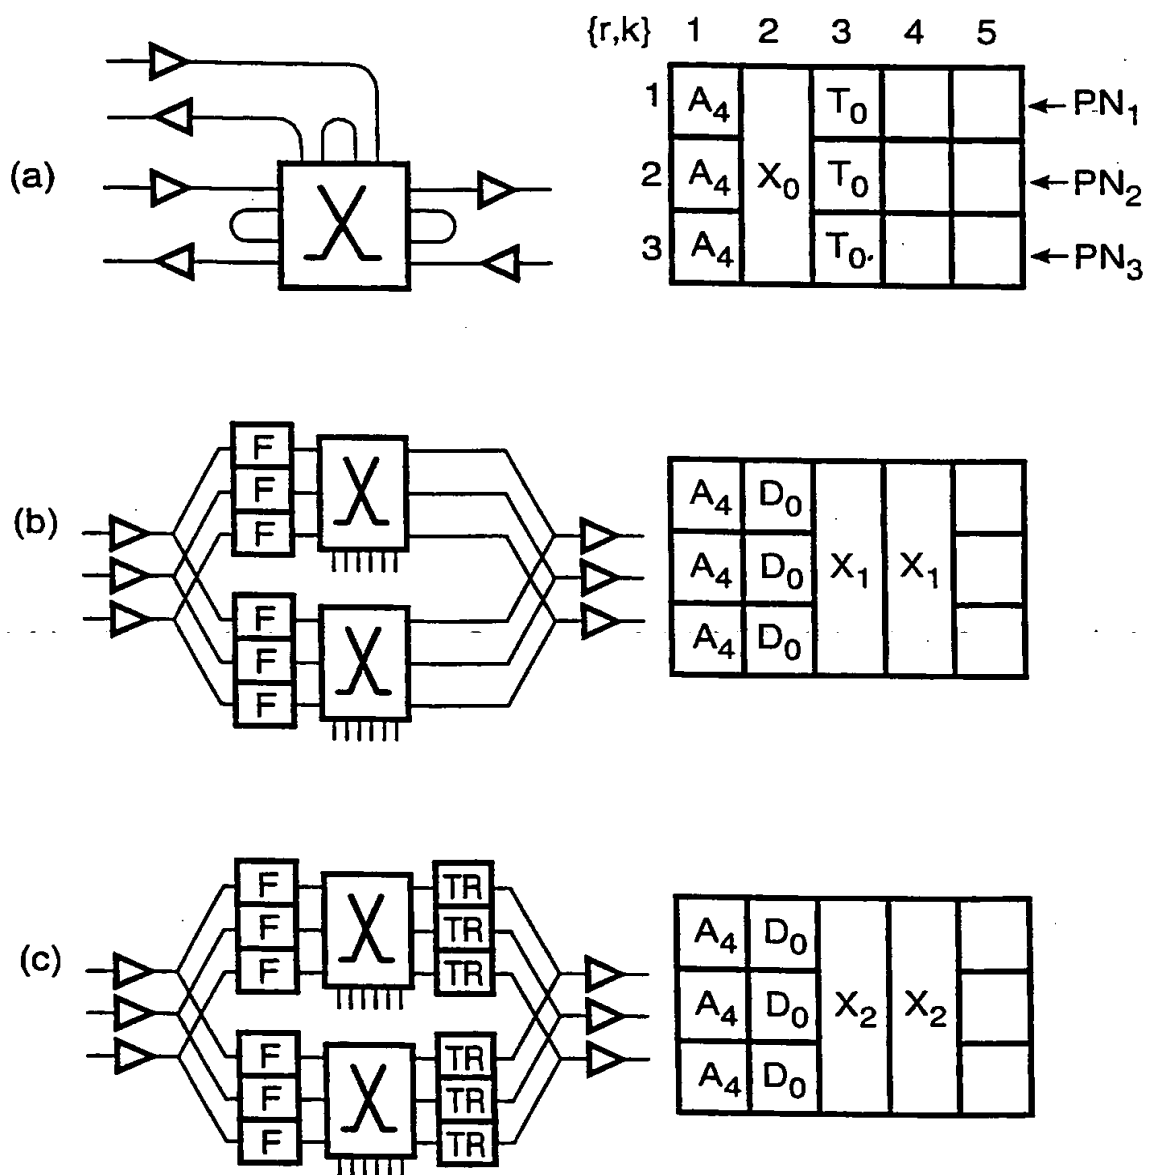 {r,k} 1 2 3 4 5
(a)
1 A4 X0 T0 ← PN1
2 A4 T0 ← PN2
3 A4 T0. ← PN3
(b)
F
F
F
F
F
F
A4 D0 X1 X1
A4 D0
A4 D0
(c)
F TR
F TR
F TR
F TR
F TR
F TR
A4 D0 X2 X2
A4 D0
A4 D0